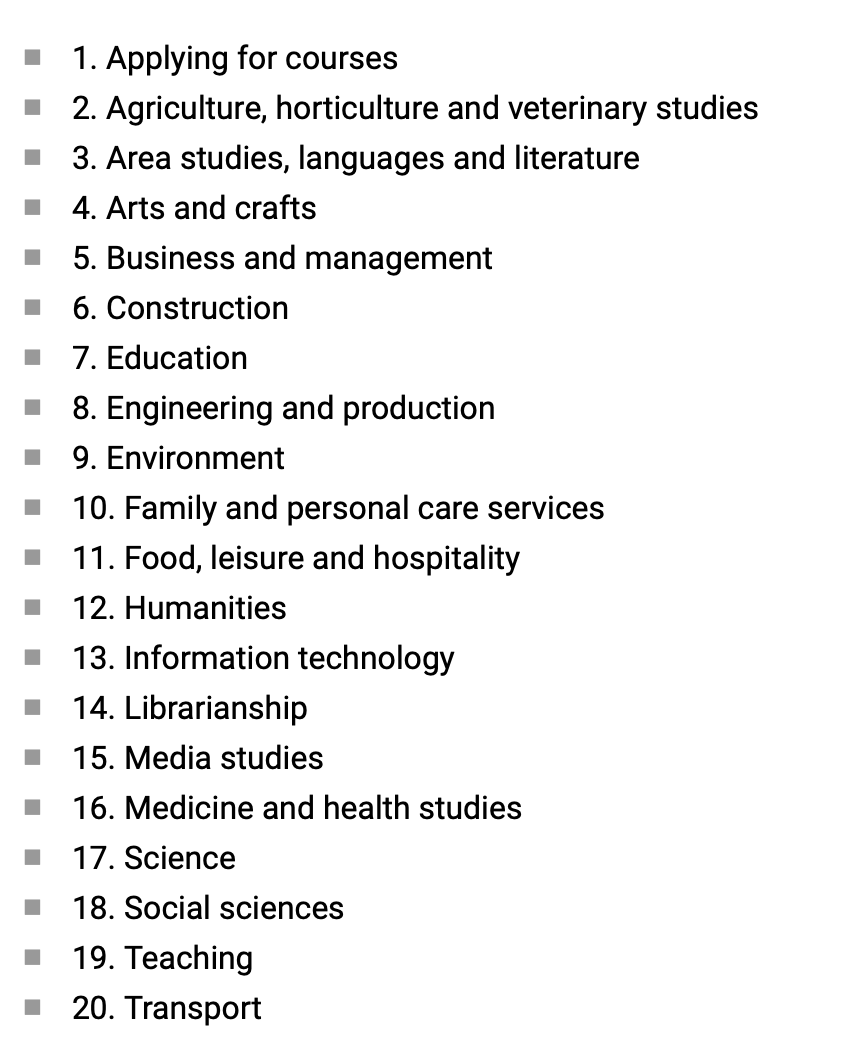 1. Applying for courses
2. Agriculture, horticulture and veterinary studies
3. Area studies, languages and literature
4. Arts and crafts
5. Business and management
6. Construction
7. Education
8. Engineering and production
9. Environment
10. Family and personal care services
11. Food, leisure and hospitality
12. Humanities
13. Information technology
14. Librarianship
15. Media studies
16. Medicine and health studies
17. Science
18. Social sciences
19. Teaching
20. Transport